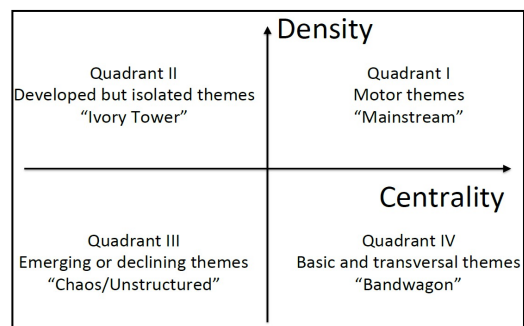 Density
Quadrant II
Developed but isolated themes
“Ivory Tower”
Quadrant I
Motor themes
“Mainstream”
Centrality
Quadrant III
Emerging or declining themes
“Chaos/Unstructured”
Quadrant IV
Basic and transversal themes
“Bandwagon”